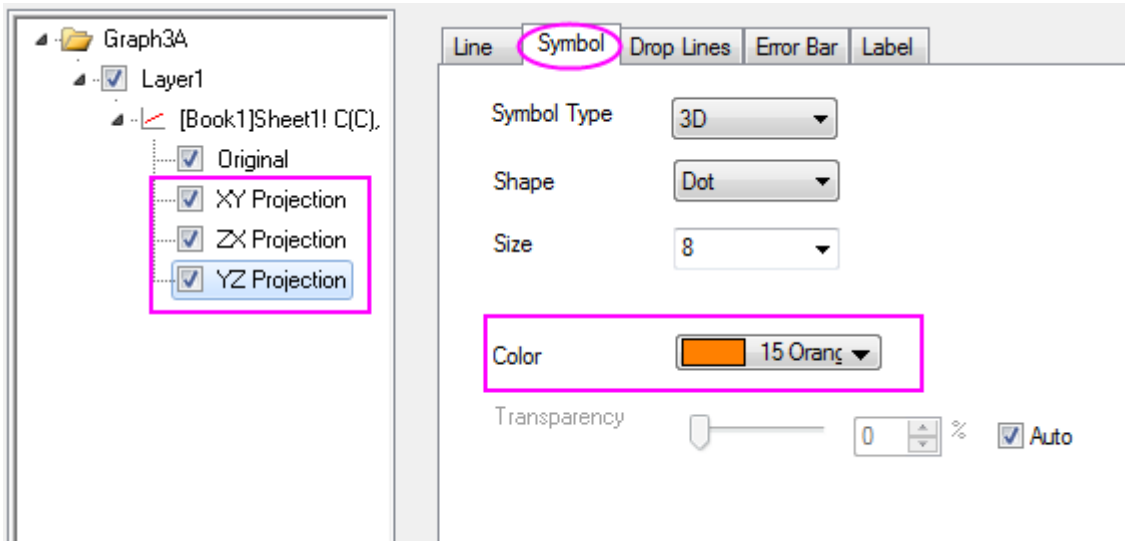 Graph3A
Layer1
[Book1]Sheet1! C(C),
Original
XY Projection
ZX Projection
YZ Projection
Line Symbol Drop Lines Error Bar Label
Symbol Type 3D
Shape Dot
Size 8
Color 15 Orang
Transparency 0 % Auto